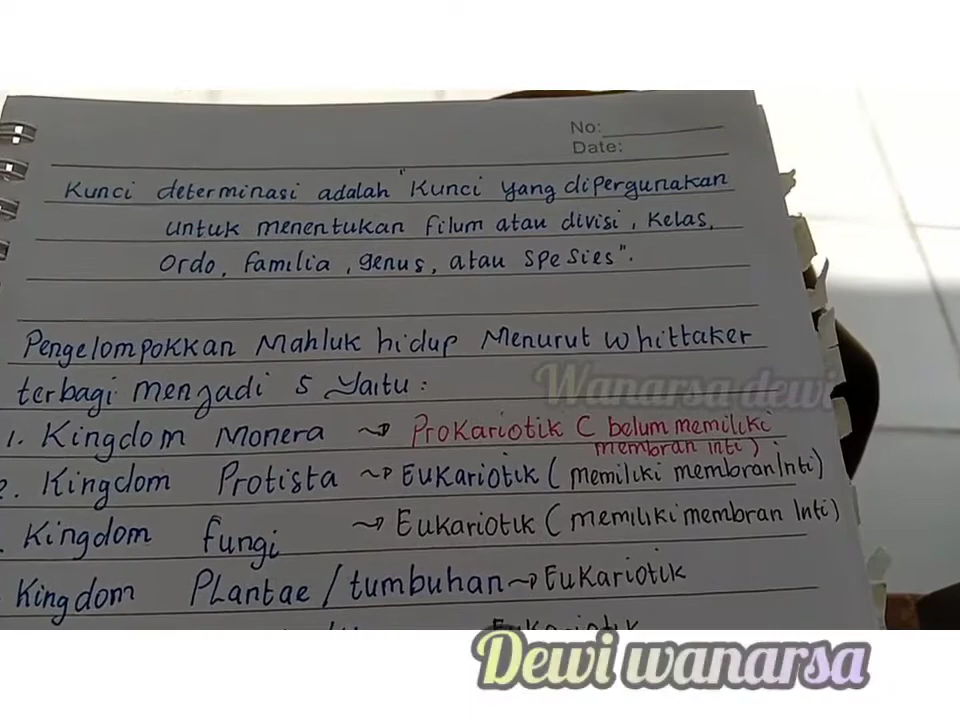 No:
Date:
Kunci determinasi adalah "Kunci yang dipergunakan
untuk menentukan filum atau divisi, Kelas,
Ordo, familia, genus, atau spesies".
Pengelompokkan Mahluk hidup Menurut Whittaker
terbagi menjadi 5 Yaitu :
Wanarsa dewi
1. Kingdom Monera ~> Prokariotik ( belum memiliki
membran inti )
2. Kingdom Protista ~> Eukariotik ( memiliki membran Inti )
Kingdom fungi ~> Eukariotik ( memiliki membran Inti )
Kingdom Plantae / tumbuhan ~> Eukariotik
Eukariotik
Dewi wanarsa